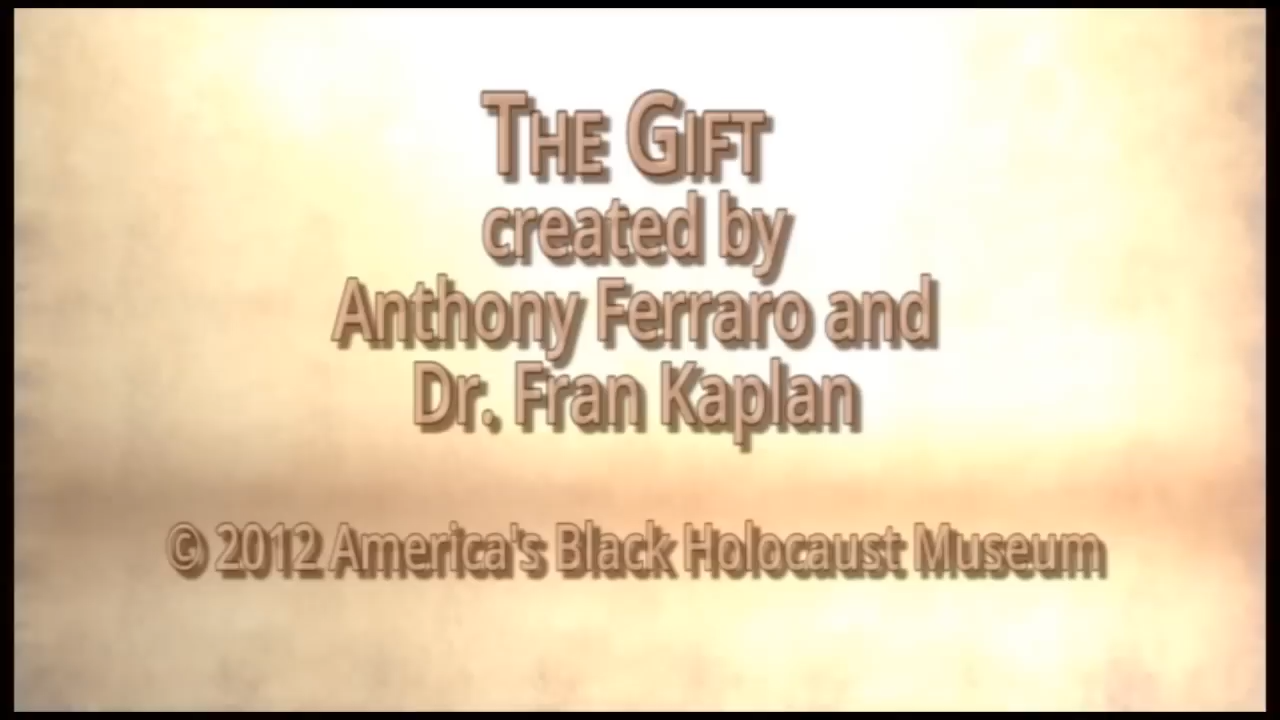 The Gift
created by
Anthony Ferraro and
Dr. Fran Kaplan
© 2012 America's Black Holocaust Museum